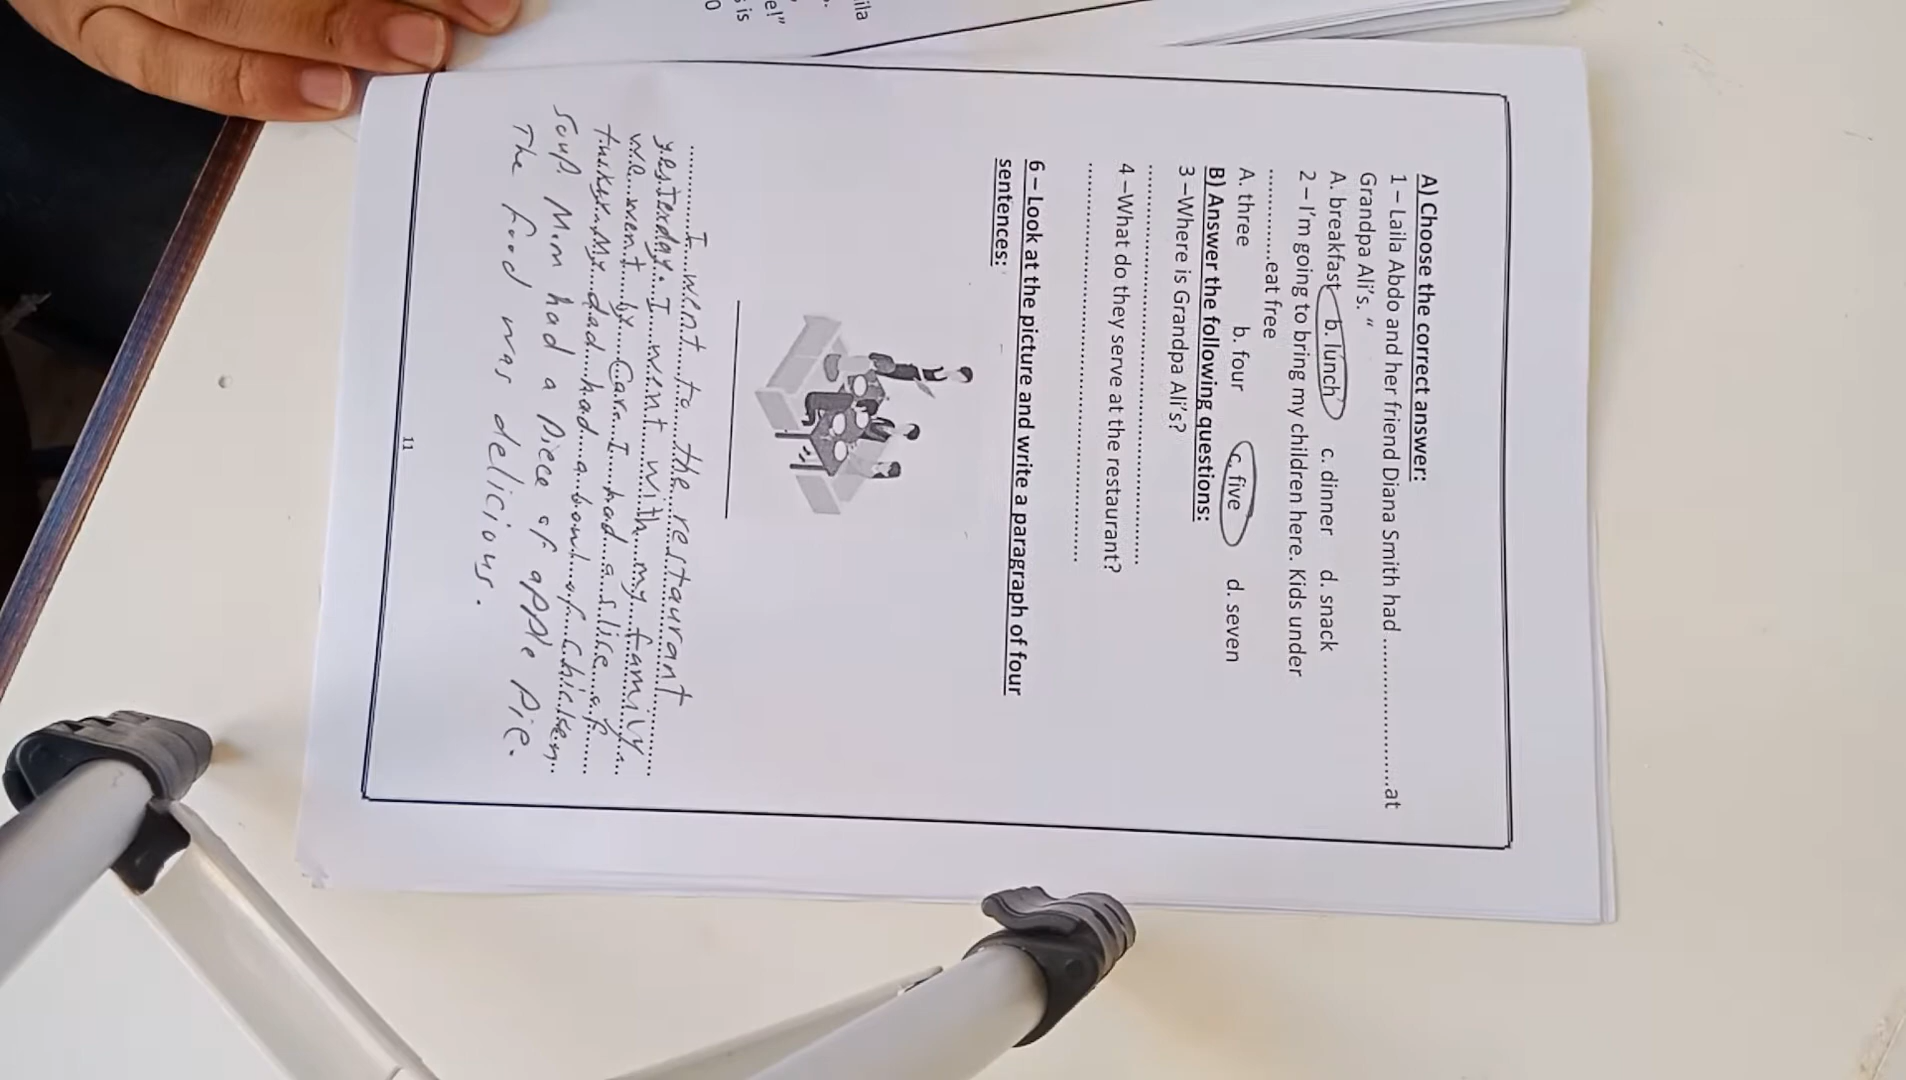 A) Choose the correct answer:
1 – Laila Abdo and her friend Diana Smith had ........................at
Grandpa Ali's. "
A. breakfast b. lunch c. dinner d. snack
2 – I'm going to bring my children here. Kids under
............eat free
A. three b. four c. five d. seven
B) Answer the following questions:
3 –Where is Grandpa Ali's?
4 –What do they serve at the restaurant?
6 – Look at the picture and write a paragraph of four
sentences:
I went to the restaurant
yesterday. I went with my family
we went by Car. I had a slice of
My dad had a bowl of chicken
soup. Mom had a piece of apple pie.
The food was delicious.
11
ila
e!"
is
0